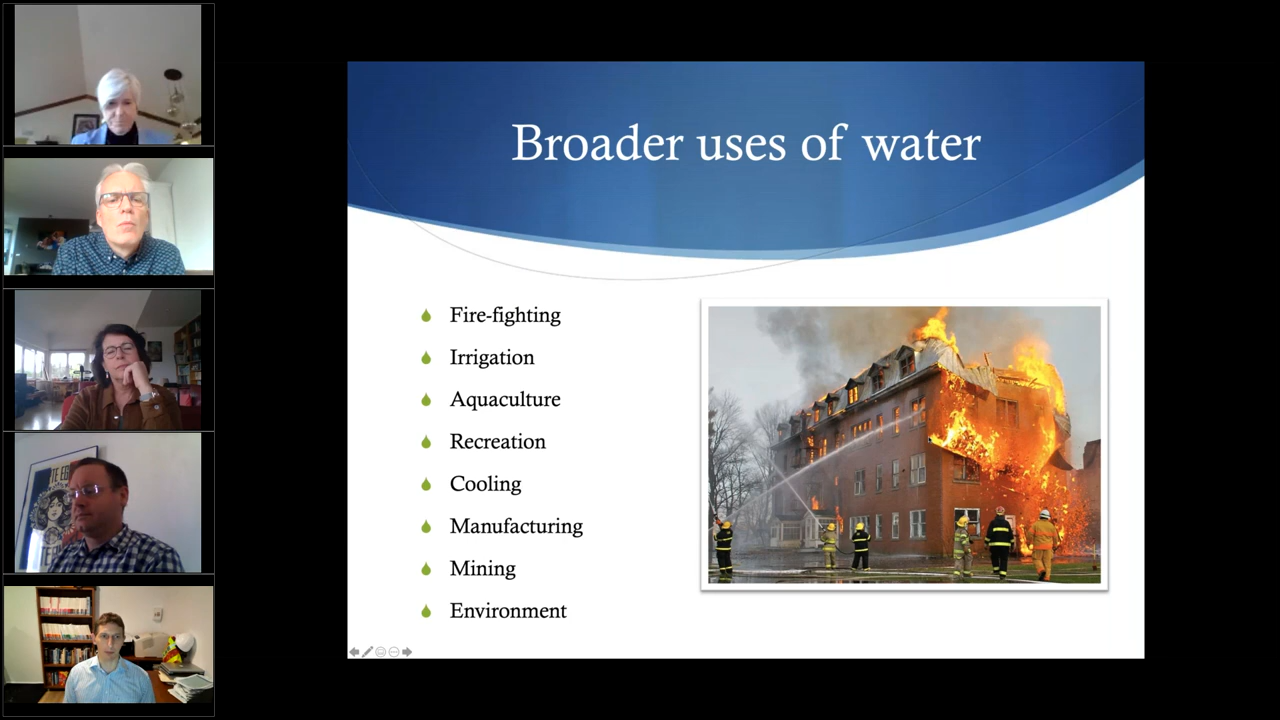 Broader uses of water
Fire-fighting
Irrigation
Aquaculture
Recreation
Cooling
Manufacturing
Mining
Environment